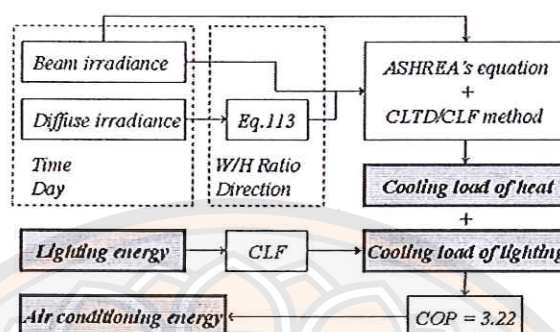 Beam irradiance
ASHREA's equation
+
CLTD/CLF method
Diffuse irradiance
Eq.113
Time
Day
W/H Ratio
Direction
Cooling load of heat
+
Lighting energy
CLF
Cooling load of lighting
Air conditioning energy
COP = 3.22